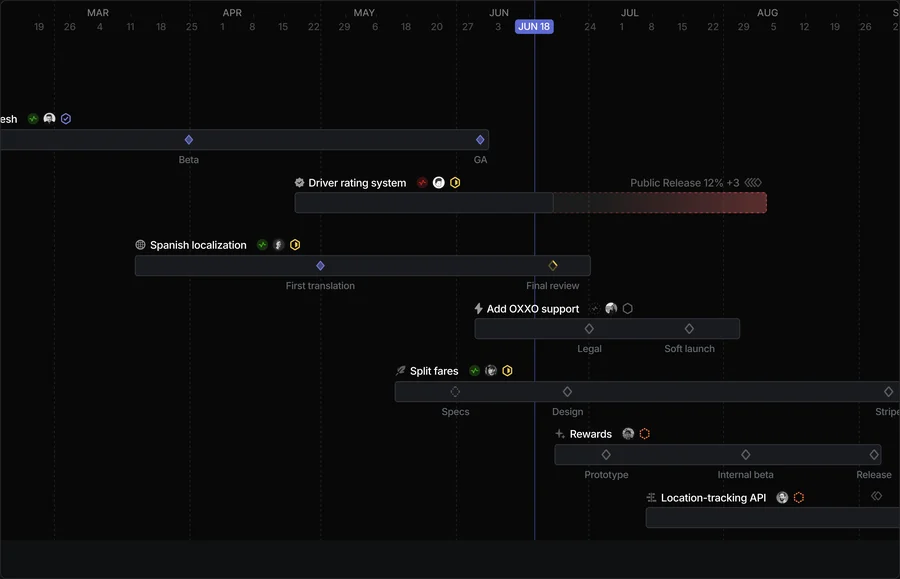 MAR APR MAY JUN JUL AUG S
19 26 4 11 18 25 1 8 15 22 29 6 18 20 27 3 JUN 18 24 1 8 15 22 29 5 12 19 26 2
esh
Beta GA
Driver rating system Public Release 12% +3
Spanish localization
First translation Final review
Add OXXO support
Legal Soft launch
Split fares
Specs Design Stripe
Rewards
Prototype Internal beta Release
Location-tracking API